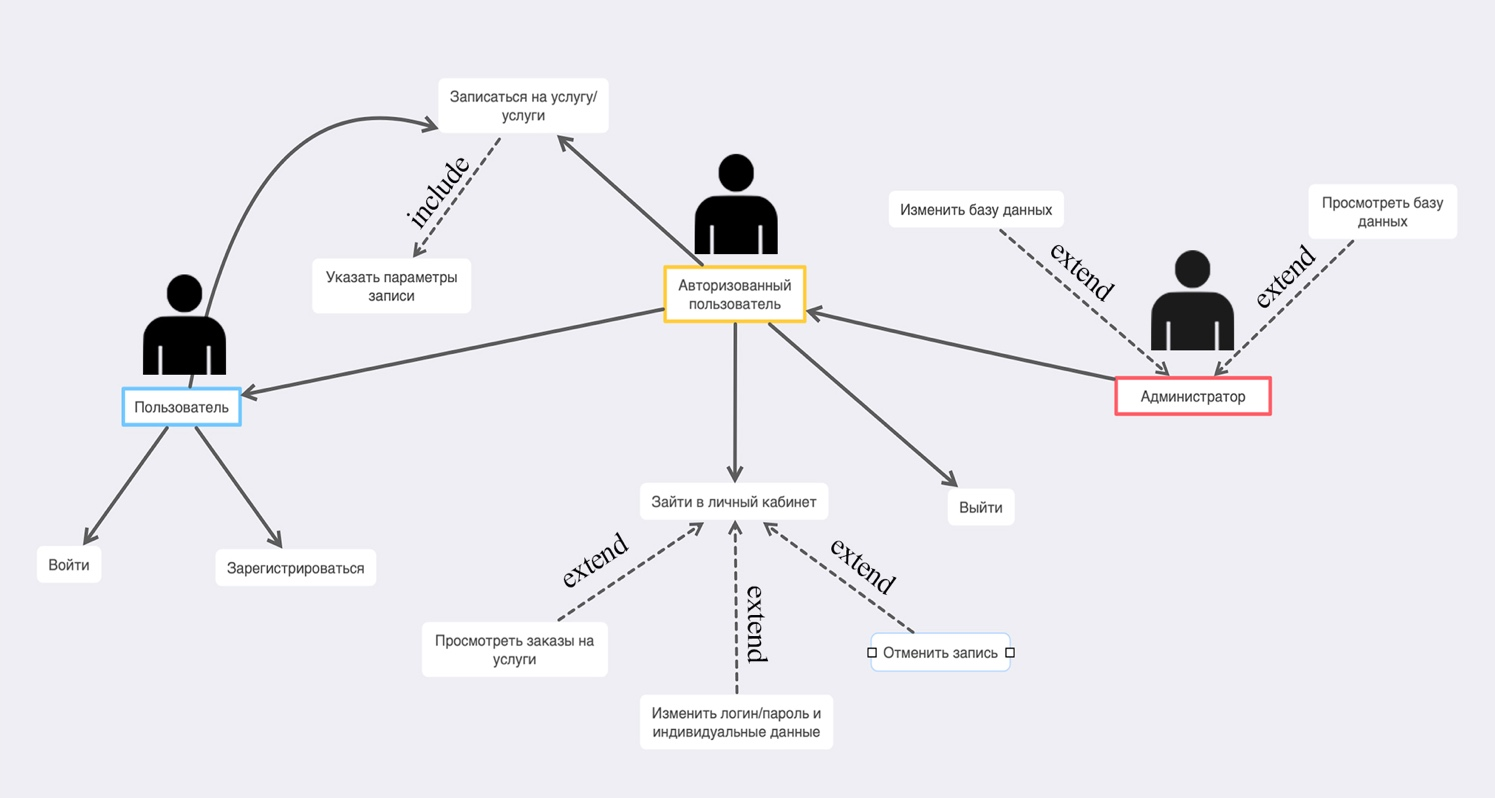 Записаться на услугу/
услуги
include
Указать параметры
записи
Пользователь
Войти
Зарегистрироваться
Авторизованный
пользователь
Зайти в личный кабинет
Выйти
extend
extend
extend
Просмотреть заказы на
услуги
Изменить логин/пароль и
индивидуальные данные
Отменить запись
Изменить базу данных
Просмотреть базу
данных
extend
extend
Администратор